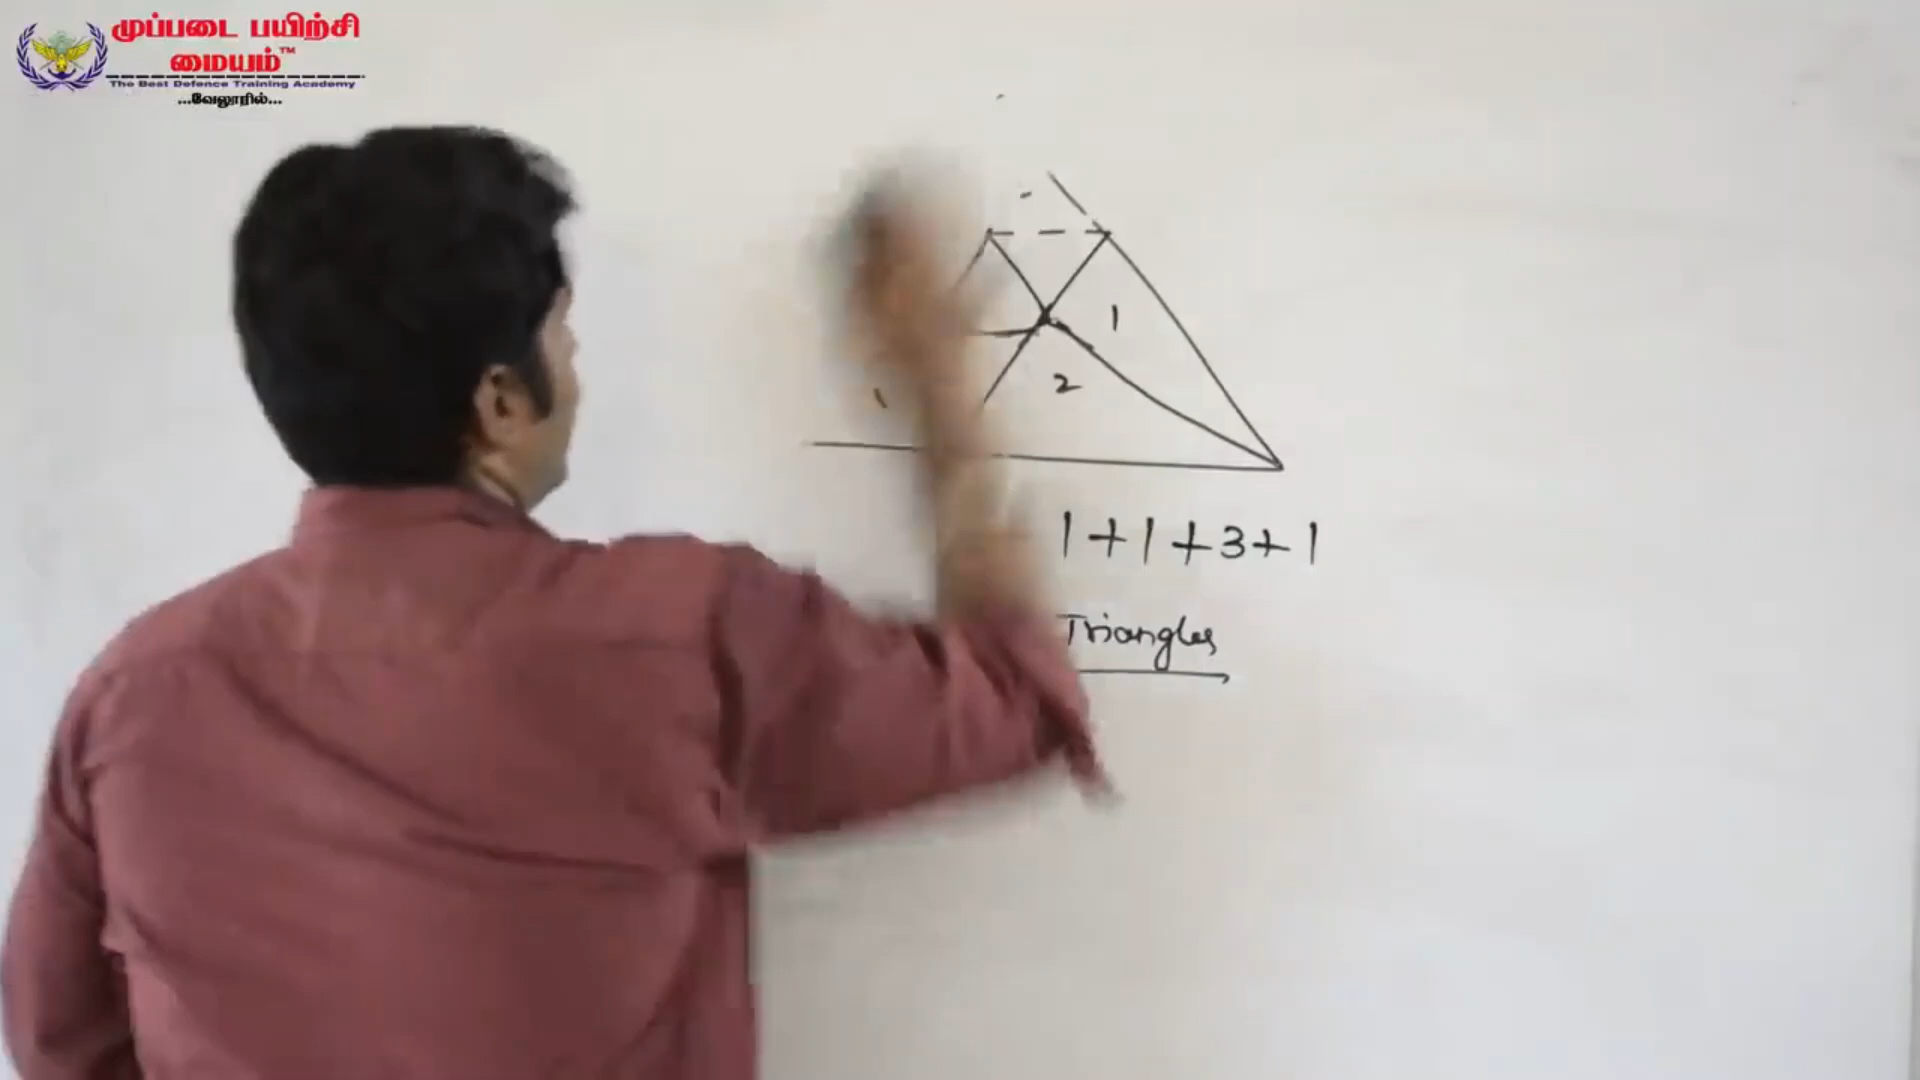 முப்படை பயிற்சி
மையம்™
The Best Defence Training Academy
...வேலூரில்...
1
2
1
1+1+3+1
Triangles